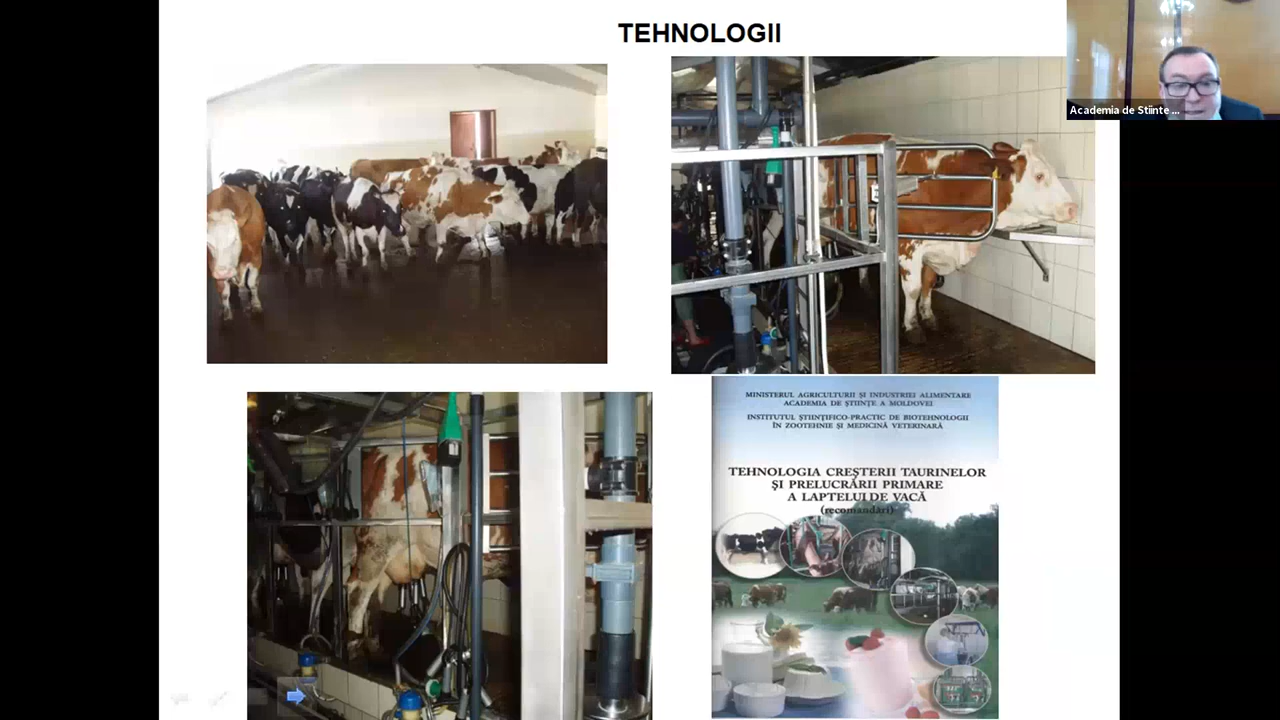 TEHNOLOGII
Academia de Stiinte ...
MINISTERUL AGRICULTURII ȘI INDUSTRIEI ALIMENTARE
ACADEMIA DE ȘTIINȚE A MOLDOVEI
INSTITUTUL ȘTIINȚIFICO-PRACTIC DE BIOTEHNOLOGII
ÎN ZOOTEHNIE ȘI MEDICINĂ VETERINARĂ
TEHNOLOGIA CREȘTERII TAURINELOR
ȘI PRELUCRĂRII PRIMARE
A LAPTELUI DE VACĂ
(recomandări)